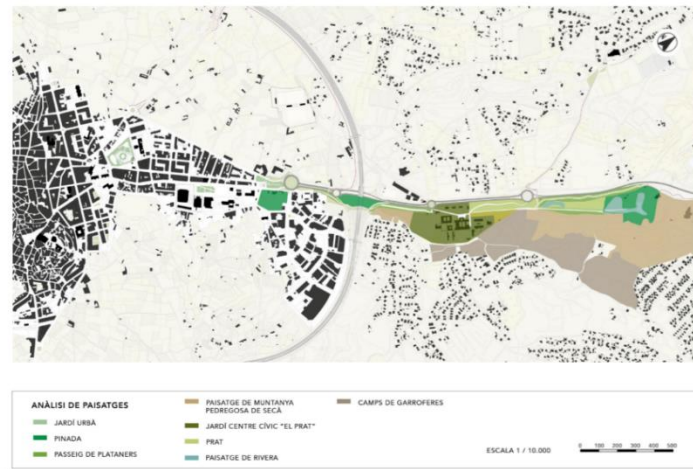 ANÀLISI DE PAISATGES
JARDÍ URBÀ
PINADA
PASSEIG DE PLATANERS
PAISATGE DE MUNTANYA
PEDREGOSA DE SECÀ
JARDÍ CENTRE CÍVIC "EL PRAT"
PRAT
PAISATGE DE RIVERA
CAMPS DE GARROFERES
ESCALA 1 / 10.000
0 100 200 300 400 500